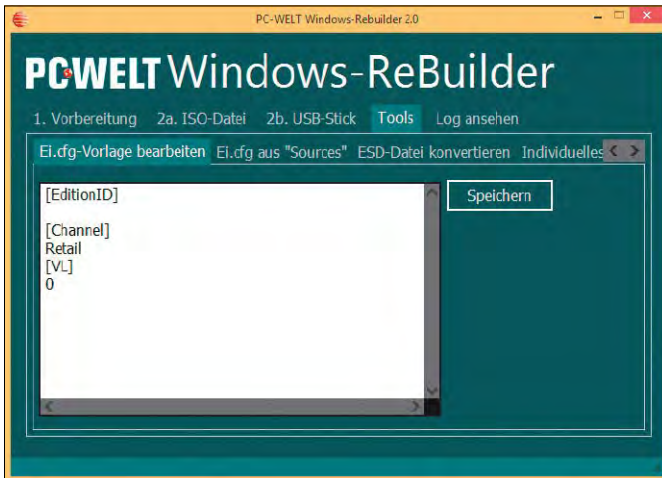 PC-WELT Windows-Rebuilder 2.0
PCWELT Windows-ReBuilder
1. Vorbereitung 2a. ISO-Datei 2b. USB-Stick Tools Log ansehen
Ei.cfg-Vorlage bearbeiten Ei.cfg aus "Sources" ESD-Datei konvertieren Individuelles
[EditionID]
Speichern
[Channel]
Retail
[VL]
0